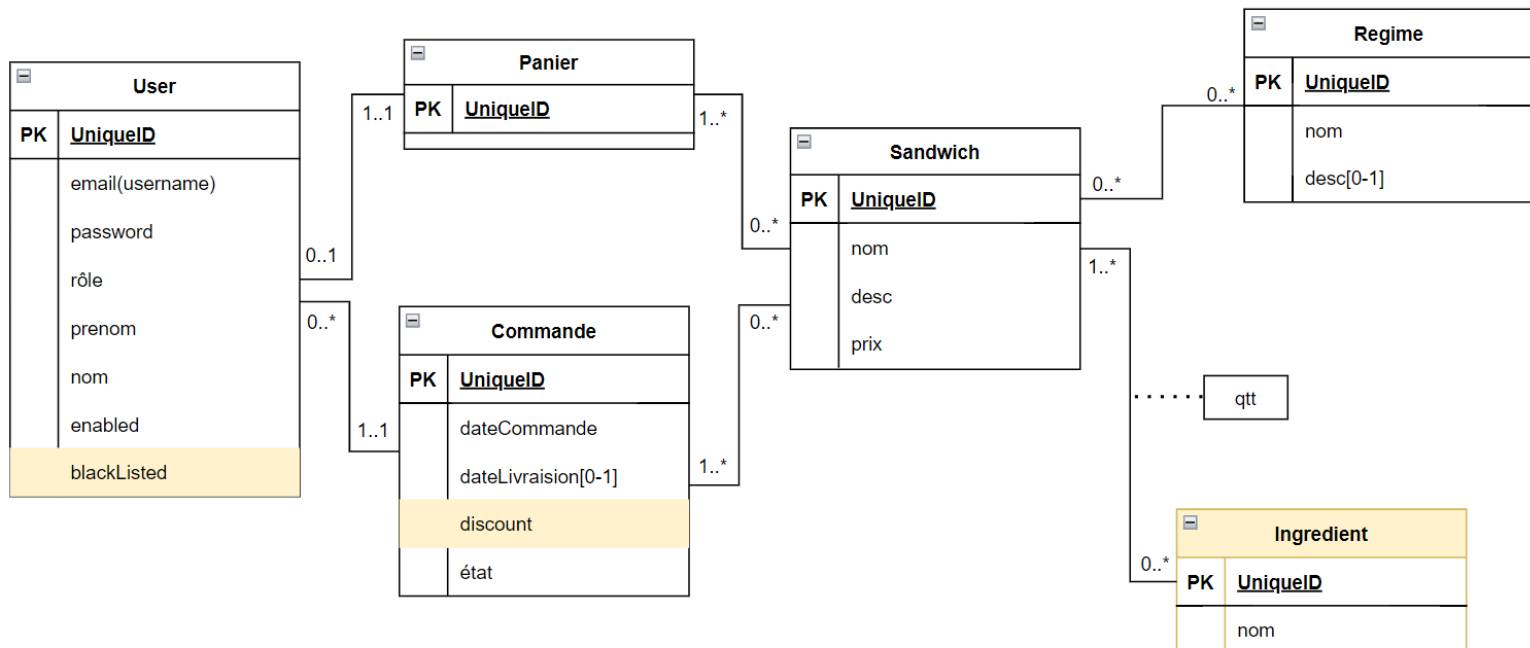 User
PK UniqueID
email(username)
password
rôle
prenom
nom
enabled
blackListed
0..1
0..*
1..1
1..1
Panier
PK UniqueID
1..*
0..*
Commande
PK UniqueID
dateCommande
dateLivraision[0-1]
discount
état
1..*
0..*
Sandwich
PK UniqueID
nom
desc
prix
0..*
0..*
1..*
Regime
PK UniqueID
nom
desc[0-1]
qtt
0..*
Ingredient
PK UniqueID
nom